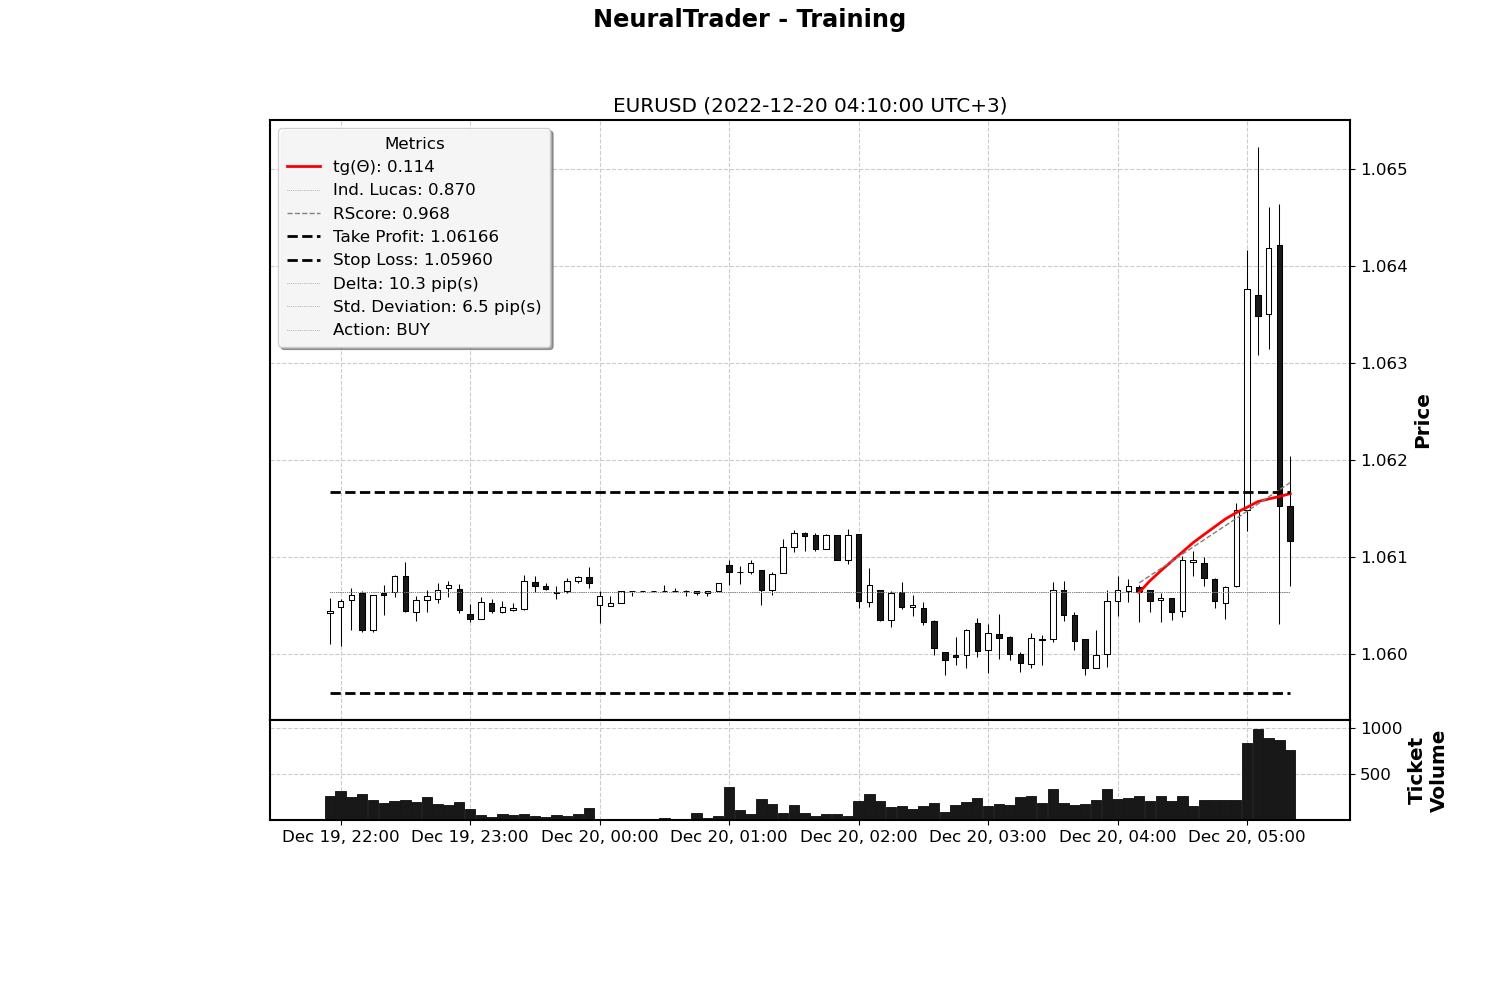 NeuralTrader - Training
EURUSD (2022-12-20 04:10:00 UTC+3)
Metrics
tg(Θ): 0.114
Ind. Lucas: 0.870
RScore: 0.968
Take Profit: 1.06166
Stop Loss: 1.05960
Delta: 10.3 pip(s)
Std. Deviation: 6.5 pip(s)
Action: BUY
1.065
1.064
1.063
1.062
1.061
1.060
Price
1000
500
Ticket
Volume
Dec 19, 22:00
Dec 19, 23:00
Dec 20, 00:00
Dec 20, 01:00
Dec 20, 02:00
Dec 20, 03:00
Dec 20, 04:00
Dec 20, 05:00